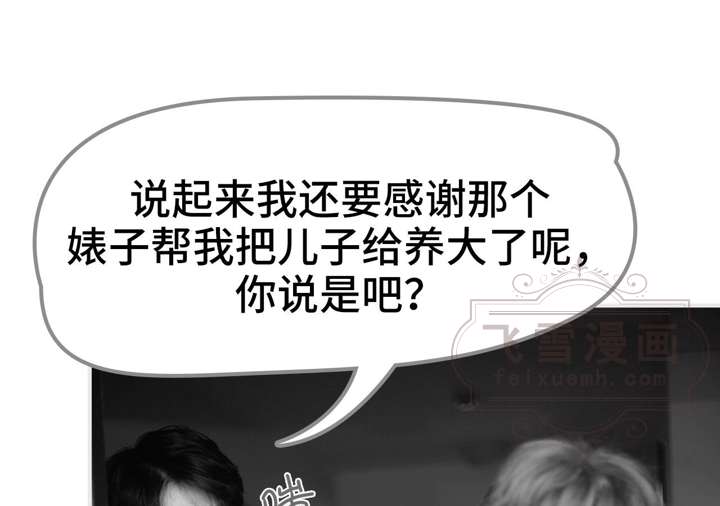 说起来我还要感谢那个
婊子帮我把儿子给养大了呢，
你说是吧？
飞雪漫画
feixuemh.com